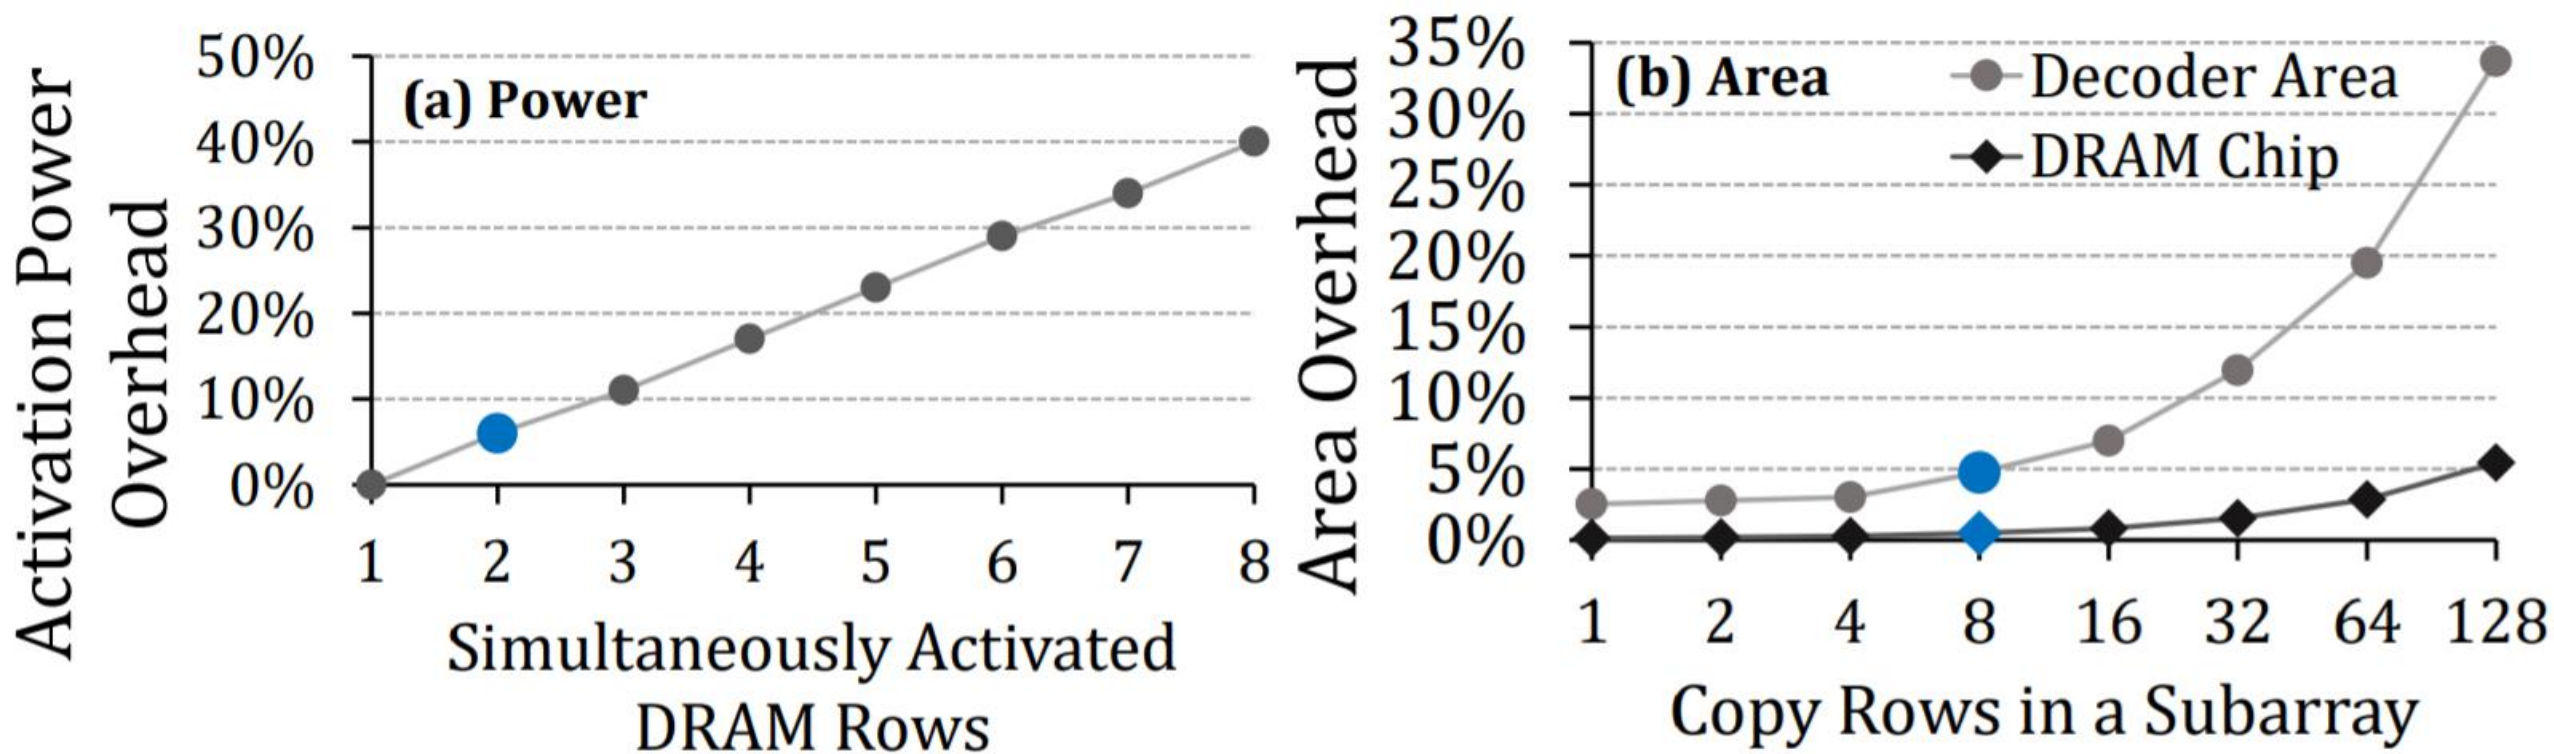 Activation Power
Overhead
50%
40%
30%
20%
10%
0%
(a) Power
1 2 3 4 5 6 7 8
Simultaneously Activated
DRAM Rows
Area Overhead
35%
30%
25%
20%
15%
10%
5%
0%
(b) Area
Decoder Area
DRAM Chip
1 2 4 8 16 32 64 128
Copy Rows in a Subarray